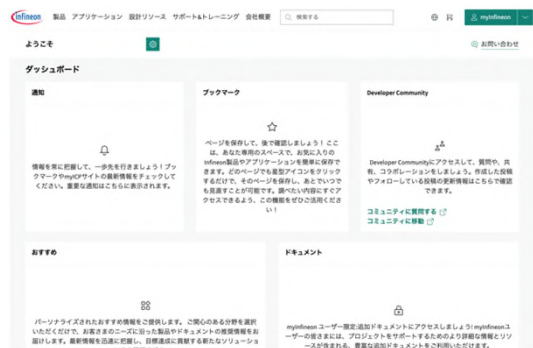 infineon 製品 アプリケーション 設計リソース サポート&トレーニング 会社概要 検索する myInfineon
ようこそ
お問い合わせ
ダッシュボード
通知
情報を常に把握して、一歩先を行きましょう！ブッ
クマークやmyICPサイトの最新情報をチェックして
ください。重要な通知はこちらに表示されます。
ブックマーク
ページを保存して、後で確認しましょう！ここ
は、あなた専用のスペースで、お気に入りの
Infineon製品やアプリケーションを簡単に保存で
きます。どのページでも星型アイコンをクリック
するだけで、そのページを保存し、あとでいつで
も見直すことが可能です。調べたい内容にすぐア
クセスできるよう、この機能をぜひご活用くださ
い！
Developer Community
Developer Communityにアクセスして、質問や、共
有、コラボレーションをしましょう。作成した投稿
やフォローしている投稿の更新情報はこちらで確認
できます。
コミュニティに質問する
コミュニティに移動
おすすめ
パーソナライズされたおすすめ情報をご提供します。ご関心のある分野を選択
いただくだけで、お客さまのニーズに沿った製品やドキュメントの推奨情報をお
届けします。最新情報を迅速に把握し、目標達成に貢献する新たなソリューショ
ドキュメント
myInfineon ユーザー限定:追加ドキュメントにアクセスしましょう! myInfineonユ
ーザーの皆さまには、プロジェクトをサポートするためのより詳細な情報とリソ
ースが含まれる、豊富な追加ドキュメントをご利用いただけます。